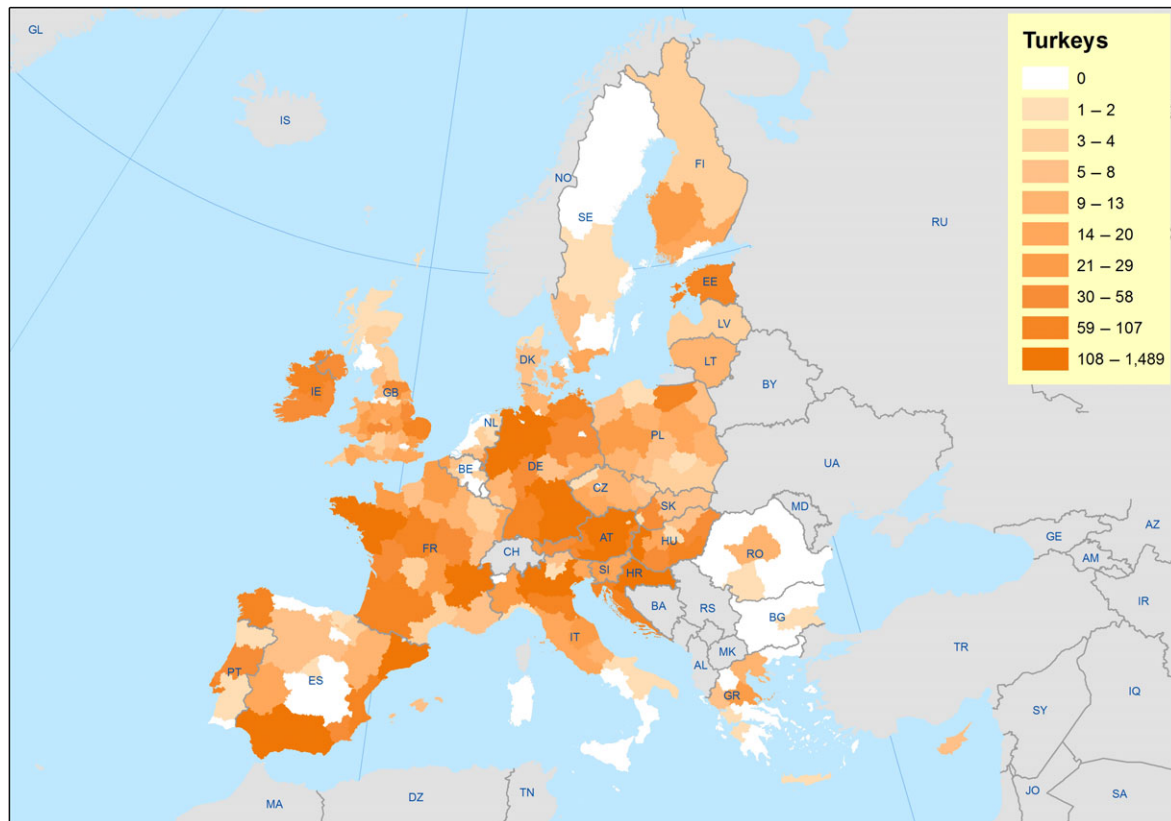 GL
Turkeys
0
1 – 2
3 – 4
5 – 8
9 – 13
14 – 20
21 – 29
30 – 58
59 – 107
108 – 1,489
IS
FI
NO
SE
RU
EE
LV
DK
LT
IE
GB
BY
NL
PL
BE
DE
UA
CZ
SK
MD
FR
CH
AT
HU
RO
SI
HR
GE
AZ
AM
BA
RS
IT
BG
IR
MK
AL
TR
PT
ES
GR
SY
IQ
MA
DZ
TN
JO
SA